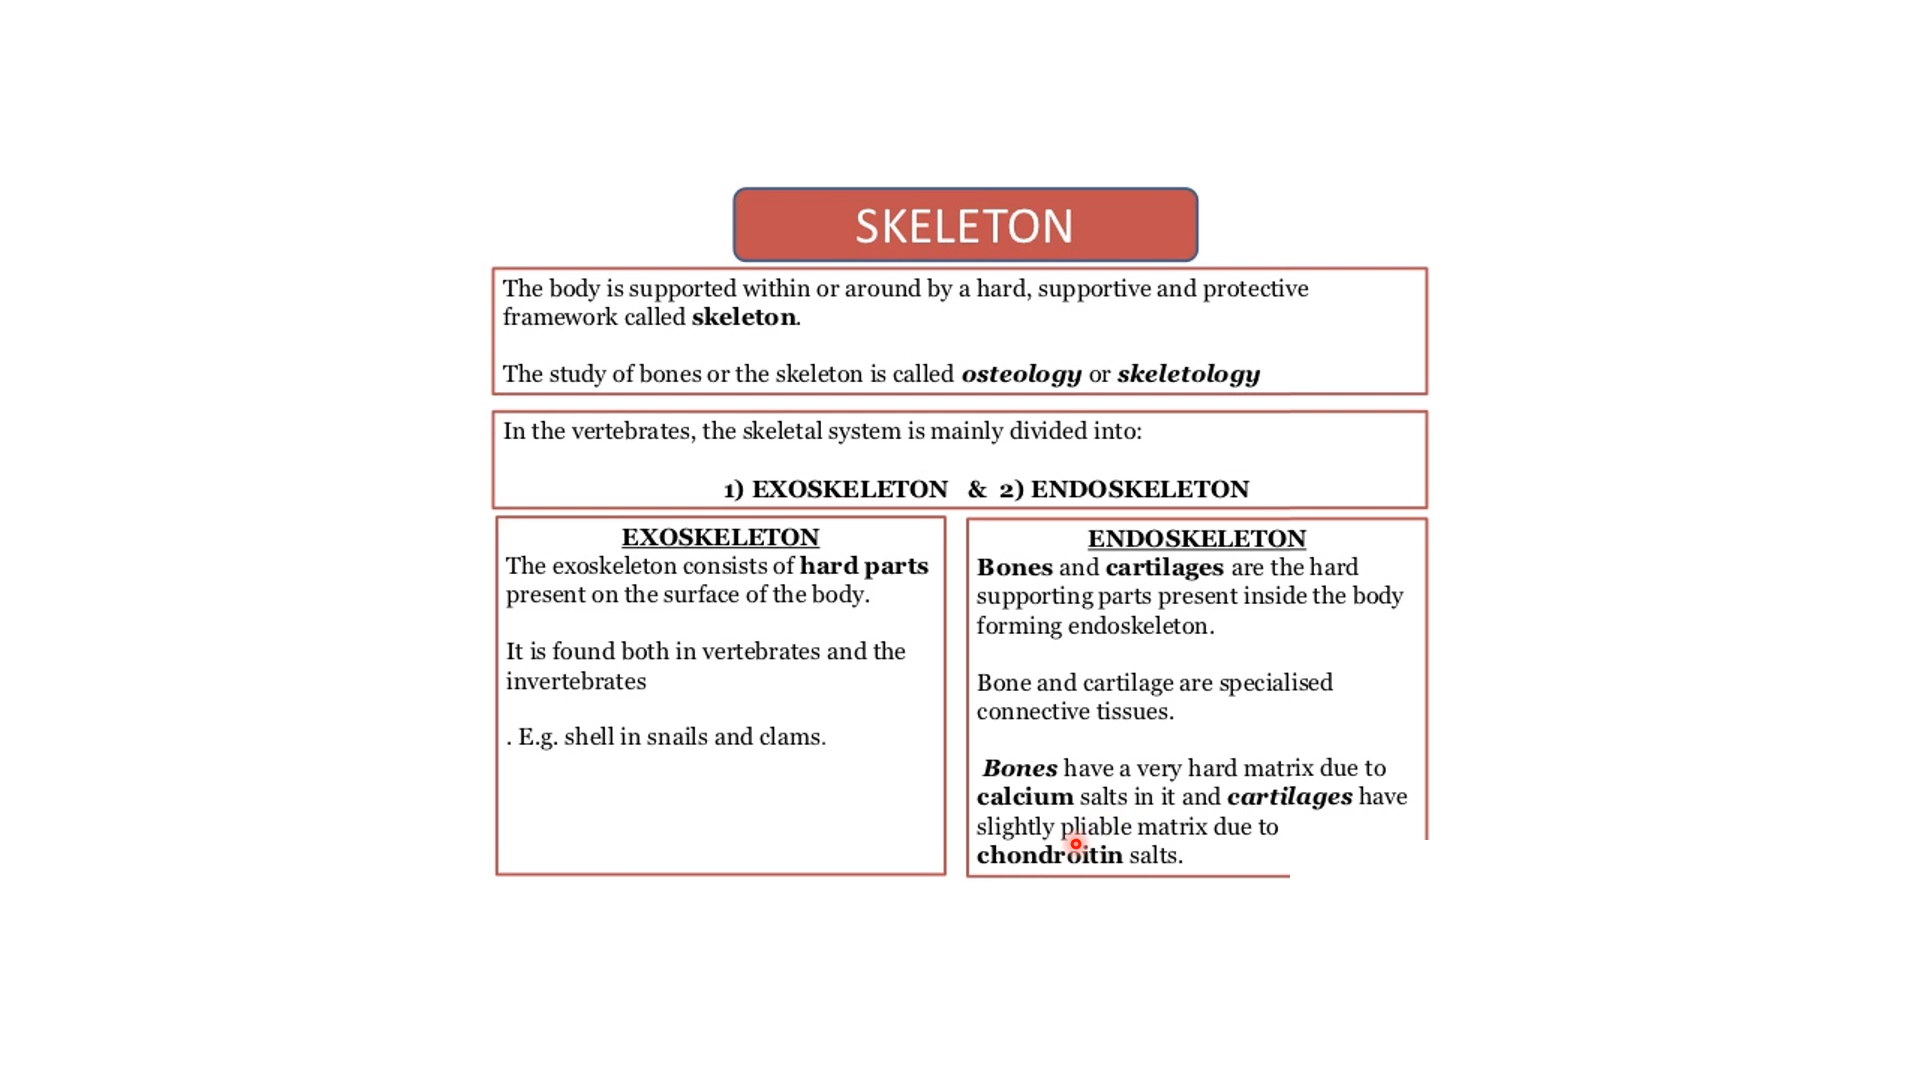 SKELETON
The body is supported within or around by a hard, supportive and protective
framework called skeleton.
The study of bones or the skeleton is called osteology or skeletology
In the vertebrates, the skeletal system is mainly divided into:
1) EXOSKELETON & 2) ENDOSKELETON
EXOSKELETON
The exoskeleton consists of hard parts
present on the surface of the body.
It is found both in vertebrates and the
invertebrates
. E.g. shell in snails and clams.
ENDOSKELETON
Bones and cartilages are the hard
supporting parts present inside the body
forming endoskeleton.
Bone and cartilage are specialised
connective tissues.
Bones have a very hard matrix due to
calcium salts in it and cartilages have
slightly pliable matrix due to
chondroitin salts.